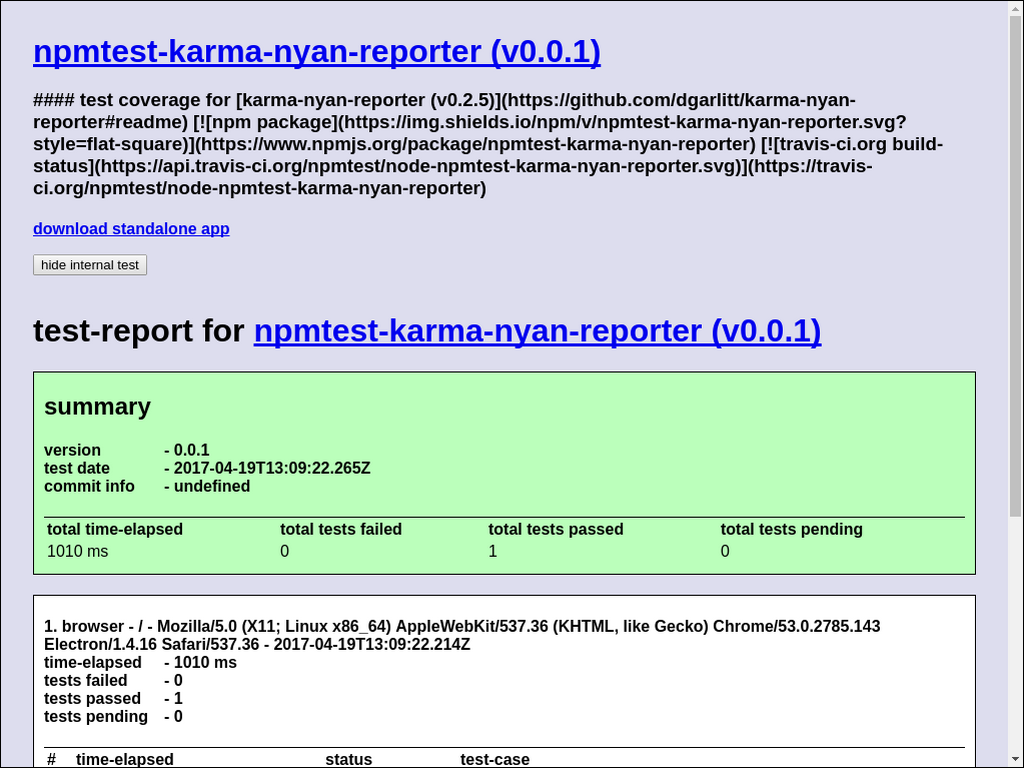 npmtest-karma-nyan-reporter (v0.0.1)
#### test coverage for [karma-nyan-reporter (v0.2.5)](https://github.com/dgarlitt/karma-nyan-
reporter#readme) [![npm package](https://img.shields.io/npm/v/npmtest-karma-nyan-reporter.svg?
style=flat-square)](https://www.npmjs.org/package/npmtest-karma-nyan-reporter) [![travis-ci.org build-
status](https://api.travis-ci.org/npmtest/node-npmtest-karma-nyan-reporter.svg)](https://travis-
ci.org/npmtest/node-npmtest-karma-nyan-reporter)
download standalone app
hide internal test
test-report for npmtest-karma-nyan-reporter (v0.0.1)
summary
version - 0.0.1
test date - 2017-04-19T13:09:22.265Z
commit info - undefined
total time-elapsed total tests failed total tests passed total tests pending
1010 ms 0 1 0
1. browser - / - Mozilla/5.0 (X11; Linux x86_64) AppleWebKit/537.36 (KHTML, like Gecko) Chrome/53.0.2785.143
Electron/1.4.16 Safari/537.36 - 2017-04-19T13:09:22.214Z
time-elapsed - 1010 ms
tests failed - 0
tests passed - 1
tests pending - 0
# time-elapsed status test-case